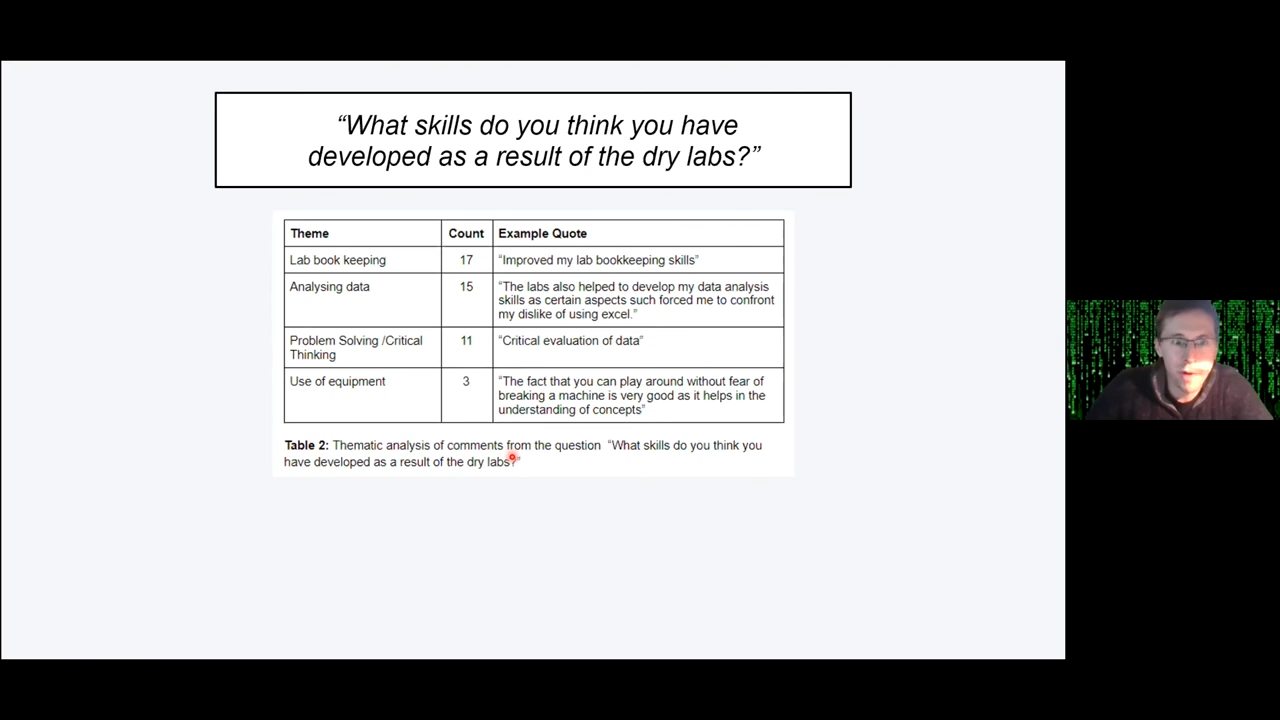 “What skills do you think you have
developed as a result of the dry labs?”
Theme Count Example Quote
Lab book keeping 17 “Improved my lab bookkeeping skills”
Analysing data 15 “The labs also helped to develop my data analysis
skills as certain aspects such forced me to confront
my dislike of using excel.”
Problem Solving /Critical 11 “Critical evaluation of data”
Thinking
Use of equipment 3 “The fact that you can play around without fear of
breaking a machine is very good as it helps in the
understanding of concepts”
Table 2: Thematic analysis of comments from the question “What skills do you think you
have developed as a result of the dry labs?”